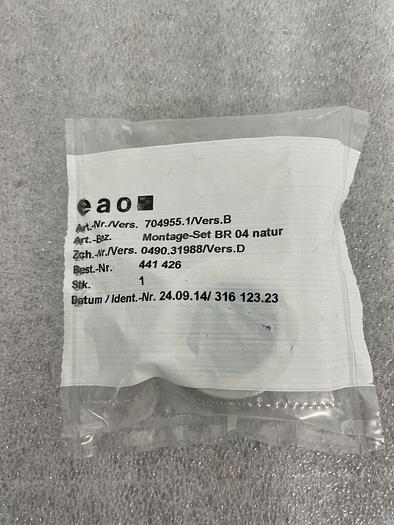 eao
Art.-Nr./Vers. 704955.1/Vers.B
Art.-Bez. Montage-Set BR 04 natur
Zch.-Nr./Vers. 0490.31988/Vers.D
Best.-Nr. 441 426
Stk. 1
Datum / Ident.-Nr. 24.09.14/ 316 123.23